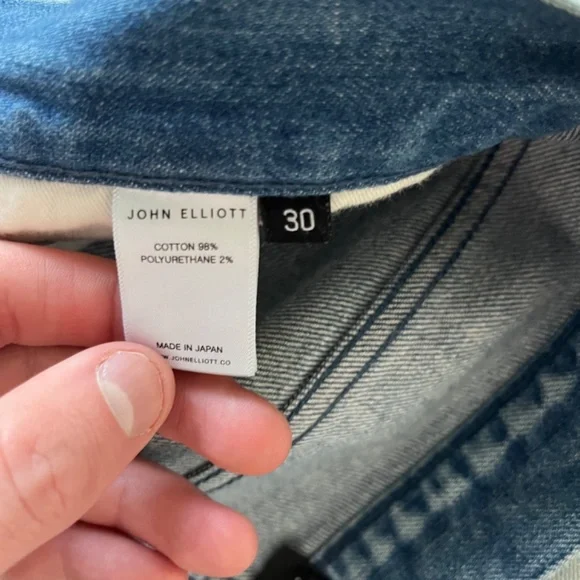 JOHN ELLIOTT
30
COTTON 98%
POLYURETHANE 2%
MADE IN JAPAN
JOHNELLIOTT.CO